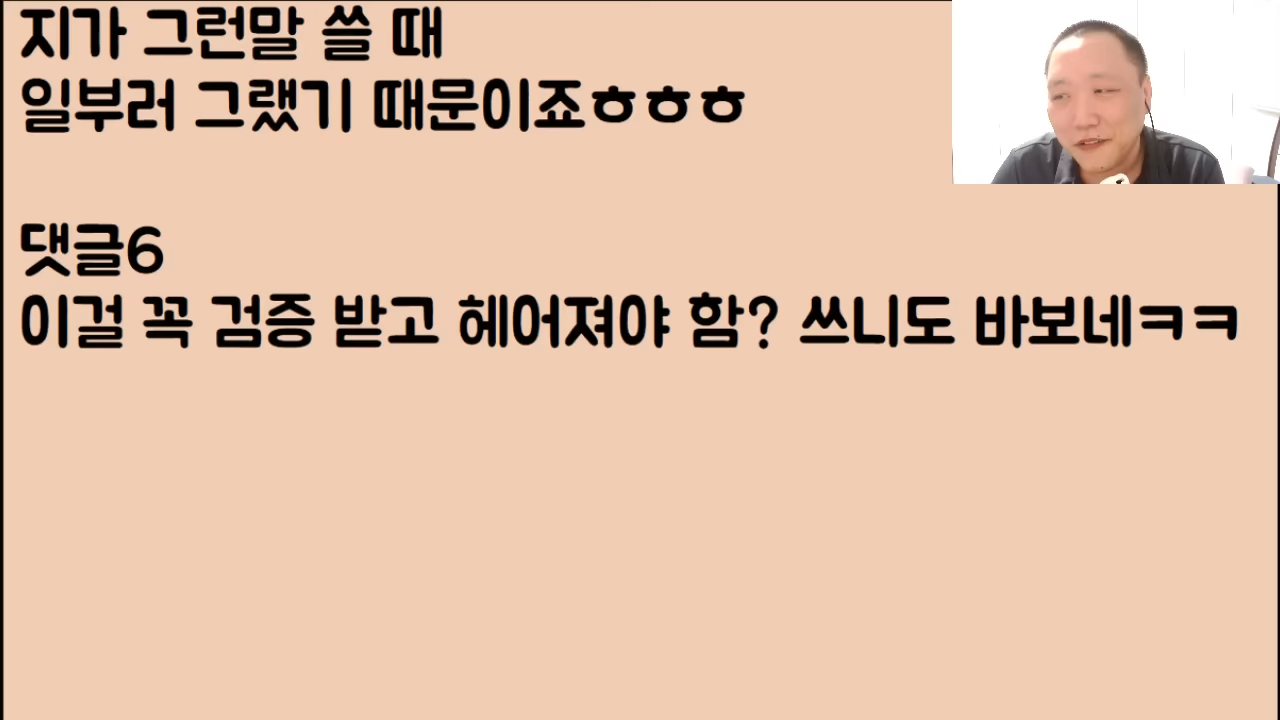 지가 그런말 쓸 때
일부러 그랬기 때문이죠ㅎㅎㅎ
댓글6
이걸 꼭 검증 받고 헤어져야 함? 쓰니도 바보네ㅋㅋ